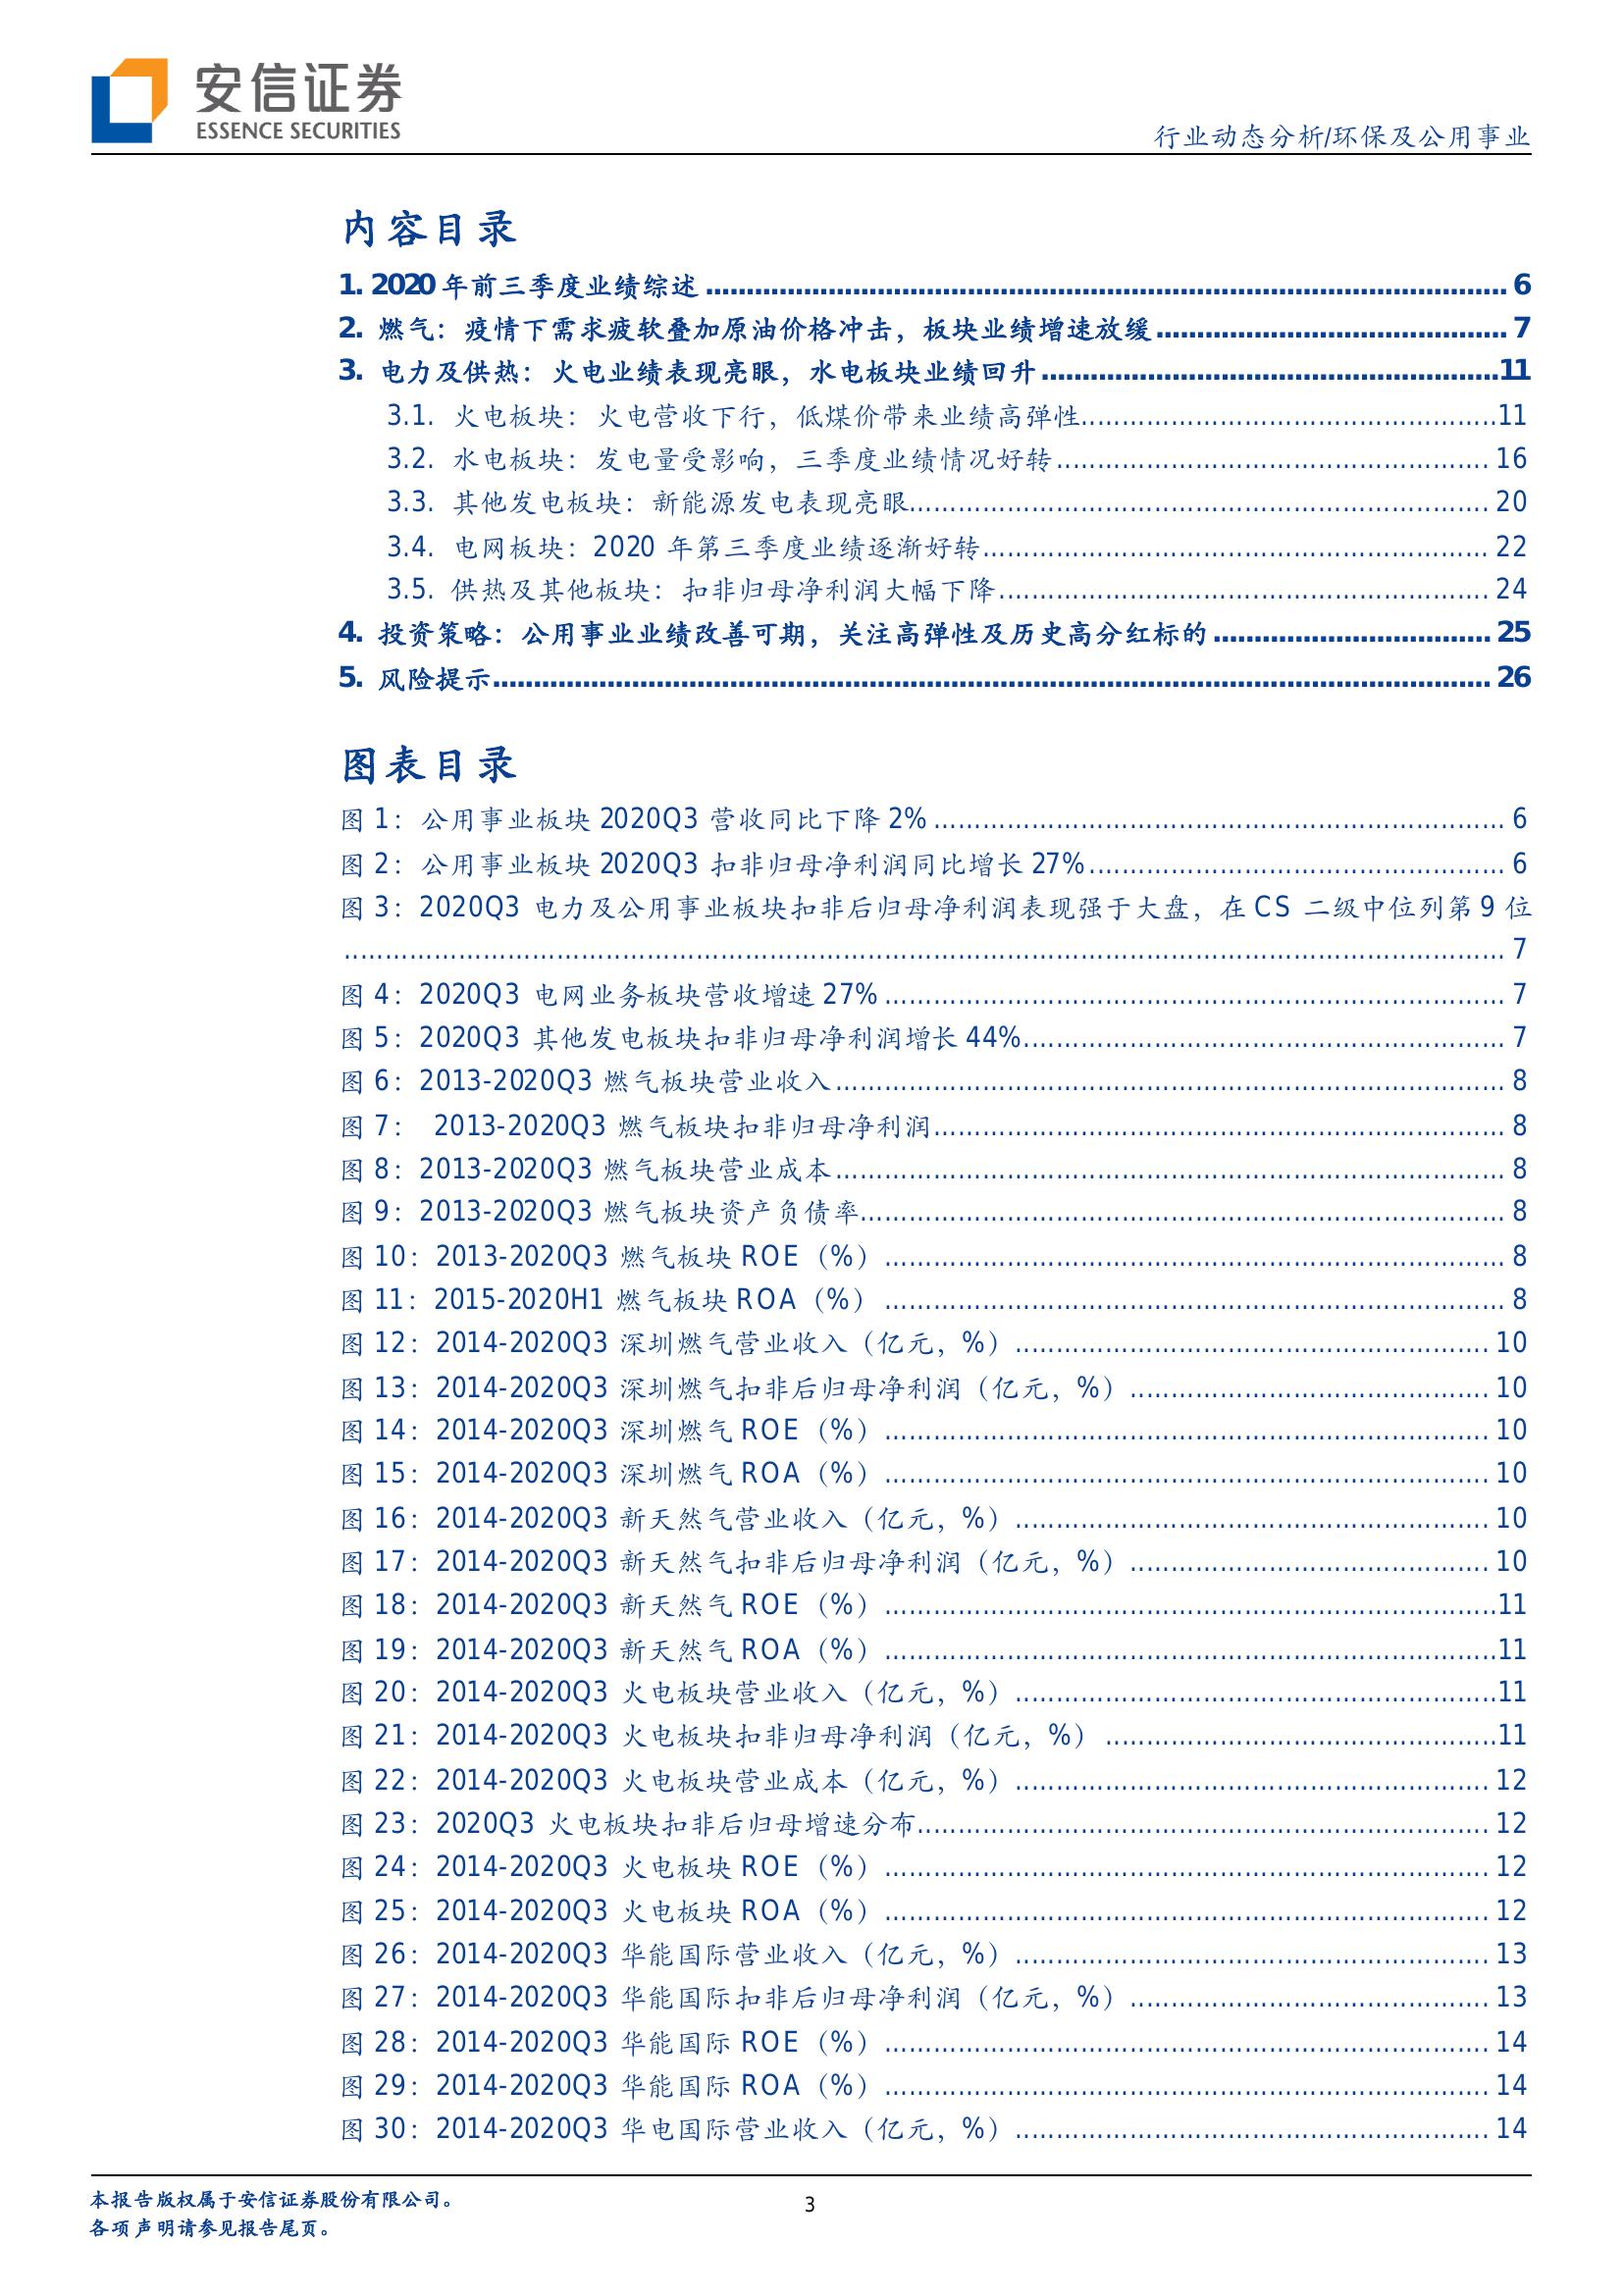 安信证券
ESSENCE SECURITIES
行业动态分析/环保及公用事业
内容目录
1. 2020 年前三季度业绩综述........................................6
2. 燃气：疫情下需求疲软叠加原油价格冲击，板块业绩增速放缓........................................7
3. 电力及供热：火电业绩表现亮眼，水电板块业绩回升........................................11
3.1. 火电板块：火电营收下行，低煤价带来业绩高弹性........................................11
3.2. 水电板块：发电量受影响，三季度业绩情况好转........................................16
3.3. 其他发电板块：新能源发电表现亮眼........................................20
3.4. 电网板块：2020 年第三季度业绩逐渐好转........................................22
3.5. 供热及其他板块：扣非归母净利润大幅下降........................................24
4. 投资策略：公用事业业绩改善可期，关注高弹性及历史高分红标的........................................25
5. 风险提示........................................26
图表目录
图 1：公用事业板块 2020Q3 营收同比下降 2%........................................6
图 2：公用事业板块 2020Q3 扣非归母净利润同比增长 27%........................................6
图 3：2020Q3 电力及公用事业板块扣非后归母净利润表现强于大盘，在 CS 二级中位列第 9 位
........................................7
图 4：2020Q3 电网业务板块营收增速 27%........................................7
图 5：2020Q3 其他发电板块扣非归母净利润增长 44%........................................7
图 6：2013-2020Q3 燃气板块营业收入........................................8
图 7： 2013-2020Q3 燃气板块扣非归母净利润........................................8
图 8：2013-2020Q3 燃气板块营业成本........................................8
图 9：2013-2020Q3 燃气板块资产负债率........................................8
图 10：2013-2020Q3 燃气板块 ROE（%）........................................8
图 11：2015-2020H1 燃气板块 ROA（%）........................................8
图 12：2014-2020Q3 深圳燃气营业收入（亿元，%）........................................10
图 13：2014-2020Q3 深圳燃气扣非后归母净利润（亿元，%）........................................10
图 14：2014-2020Q3 深圳燃气 ROE（%）........................................10
图 15：2014-2020Q3 深圳燃气 ROA（%）........................................10
图 16：2014-2020Q3 新天然气营业收入（亿元，%）........................................10
图 17：2014-2020Q3 新天然气扣非后归母净利润（亿元，%）........................................10
图 18：2014-2020Q3 新天然气 ROE（%）........................................11
图 19：2014-2020Q3 新天然气 ROA（%）........................................11
图 20：2014-2020Q3 火电板块营业收入（亿元，%）........................................11
图 21：2014-2020Q3 火电板块扣非归母净利润（亿元，%）........................................11
图 22：2014-2020Q3 火电板块营业成本（亿元，%）........................................12
图 23：2020Q3 火电板块扣非后归母增速分布........................................12
图 24：2014-2020Q3 火电板块 ROE（%）........................................12
图 25：2014-2020Q3 火电板块 ROA（%）........................................12
图 26：2014-2020Q3 华能国际营业收入（亿元，%）........................................13
图 27：2014-2020Q3 华能国际扣非后归母净利润（亿元，%）........................................13
图 28：2014-2020Q3 华能国际 ROE（%）........................................14
图 29：2014-2020Q3 华能国际 ROA（%）........................................14
图 30：2014-2020Q3 华电国际营业收入（亿元，%）........................................14
本报告版权属于安信证券股份有限公司。
3
各项声明请参见报告尾页。